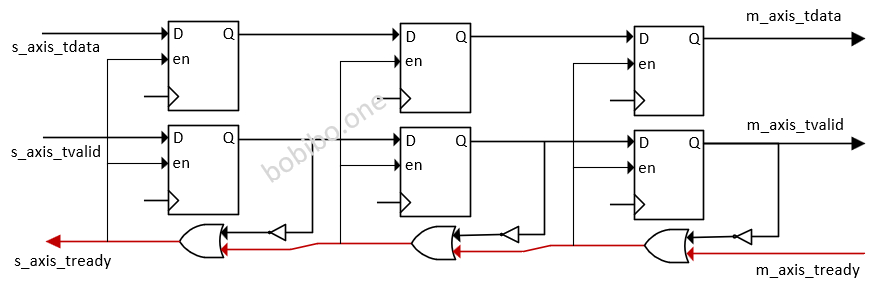 m_axis_tdata
s_axis_tdata
D Q
en
D Q
en
D Q
en
bobibo.one
m_axis_tvalid
s_axis_tvalid
D Q
en
D Q
en
D Q
en
s_axis_tready
m_axis_tready